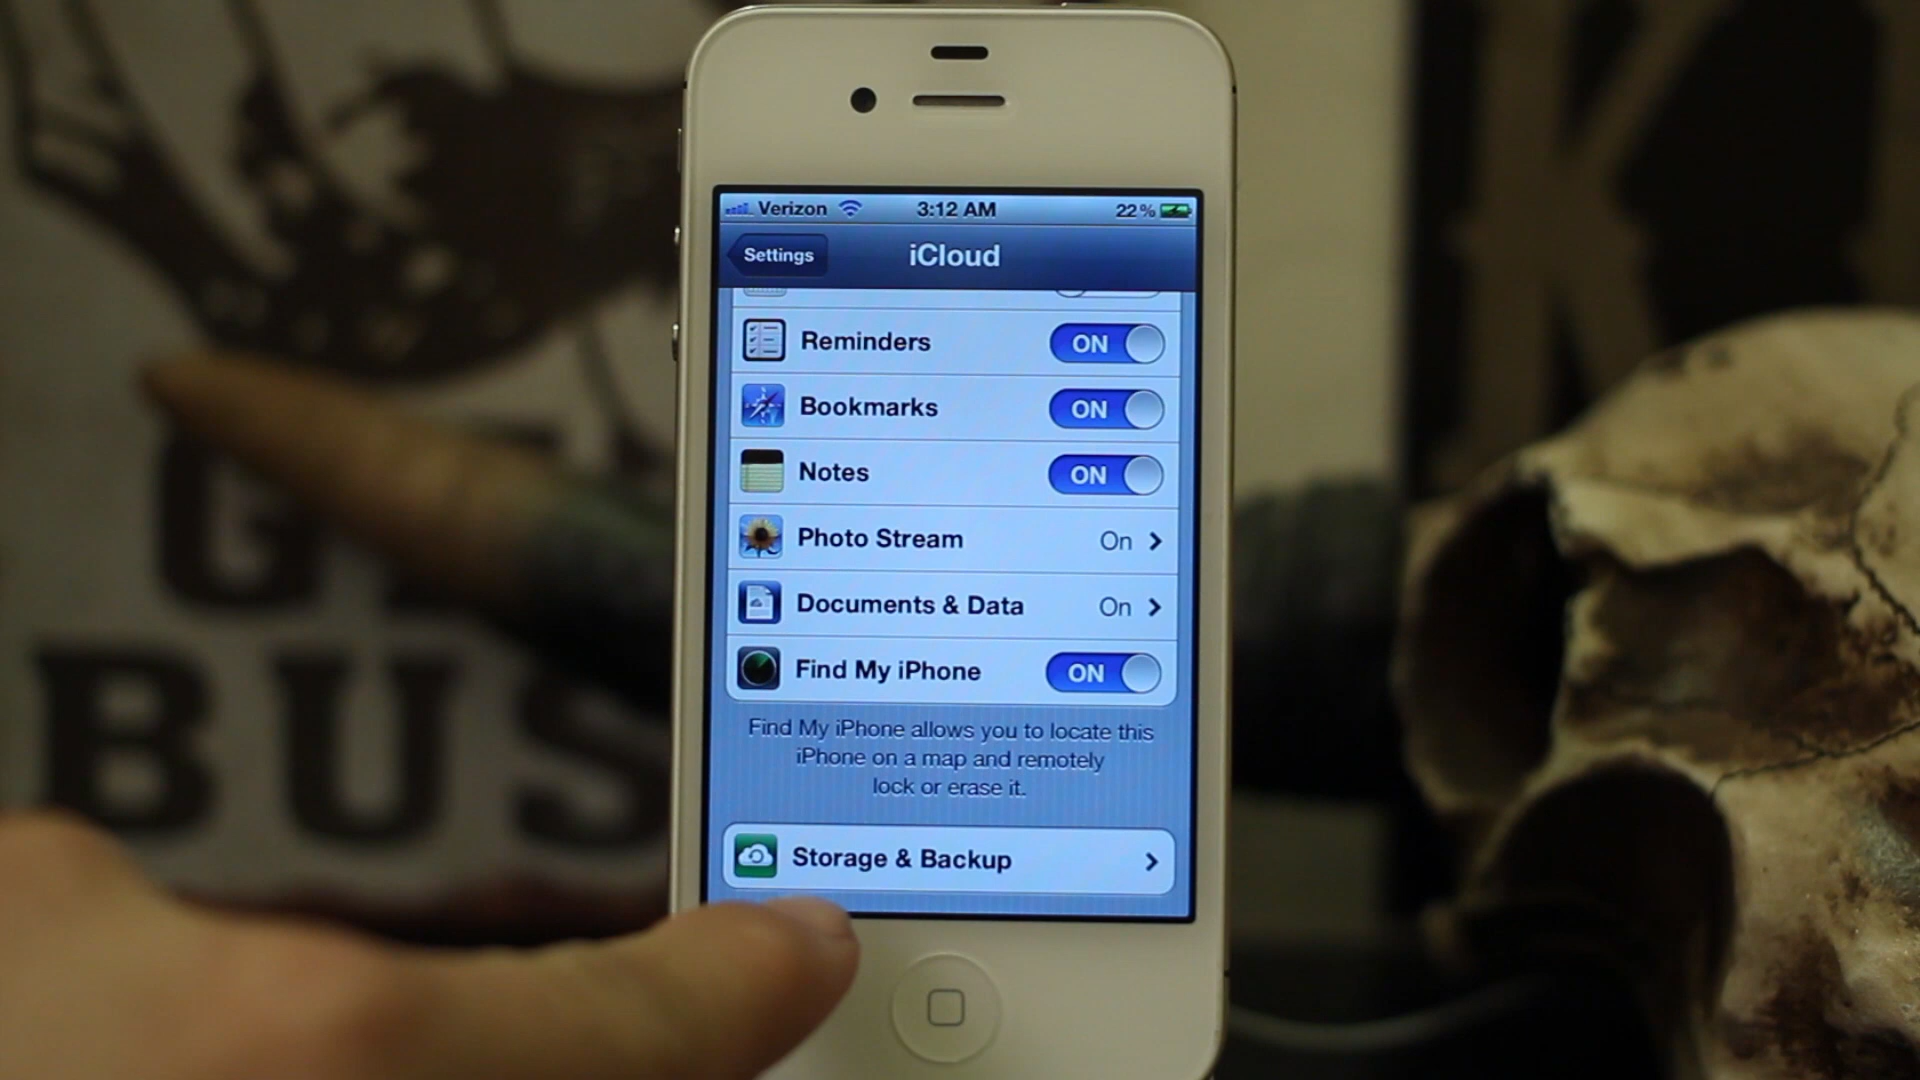 Verizon 3:12 AM 22%
Settings iCloud
Reminders ON
Bookmarks ON
Notes ON
Photo Stream On
Documents & Data On
Find My iPhone ON
Find My iPhone allows you to locate this
iPhone on a map and remotely
lock or erase it.
Storage & Backup
K
BUS